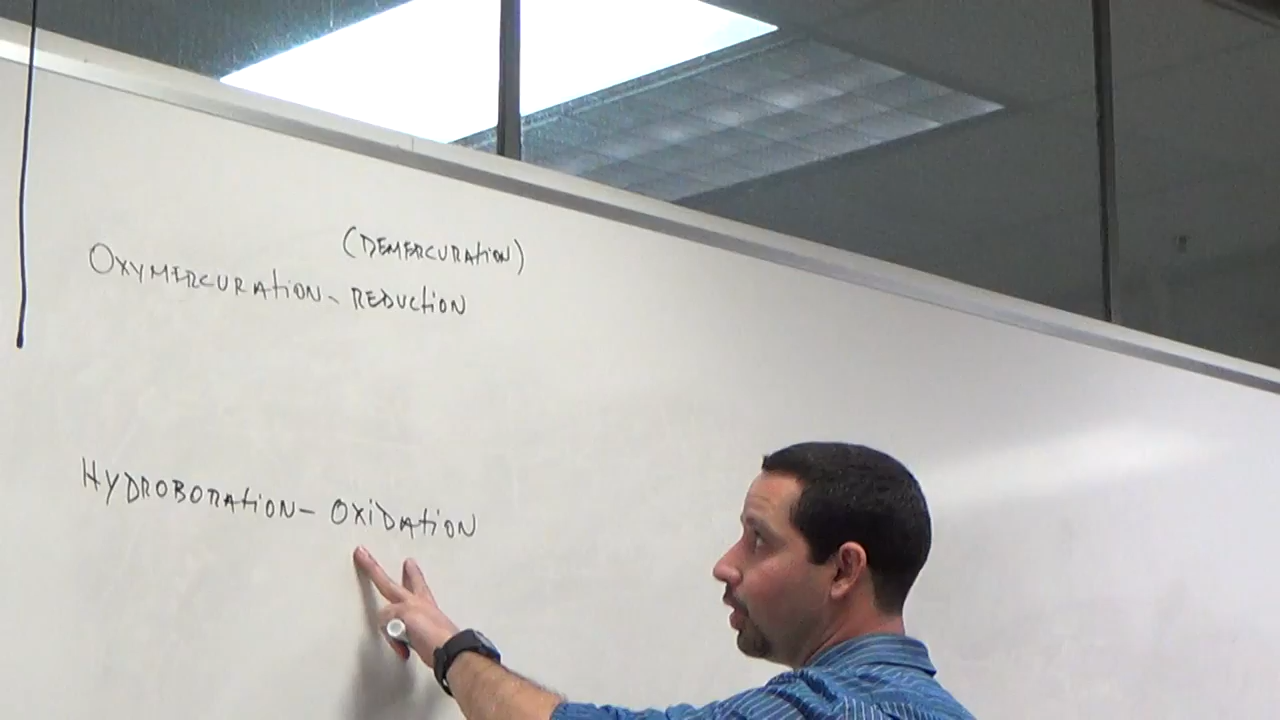 (DEMERCURATION)
OXYMERCURATION - REDUCTION
HYDROBORATION - OXIDATION